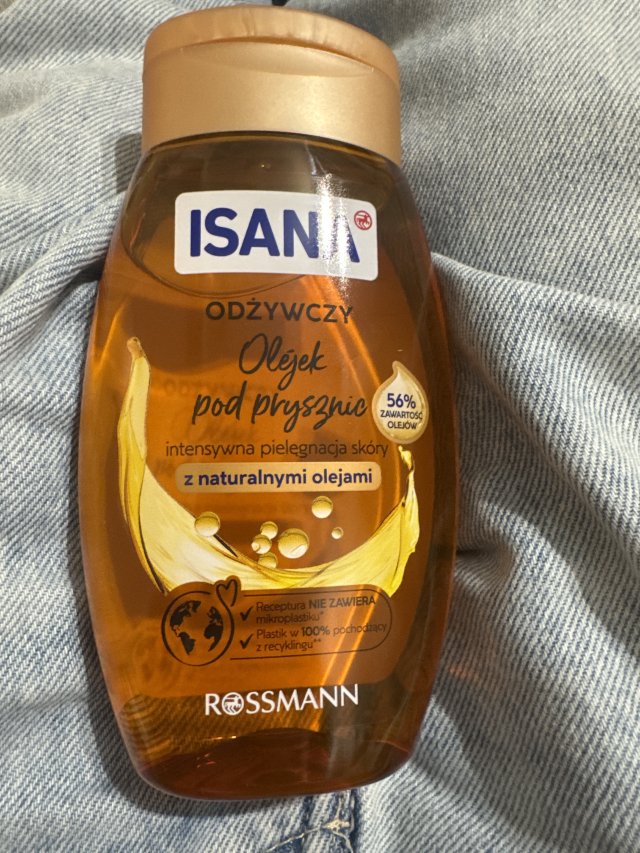 ISANA
ODŻYWCZY
Olejek
pod prysznic
56%
ZAWARTOŚĆ
OLEJÓW
intensywna pielęgnacja skóry
z naturalnymi olejami
Receptura NIE ZAWIERA
mikroplastiku*
Plastik w 100% pochodzący
z recyklingu**
ROSSMANN